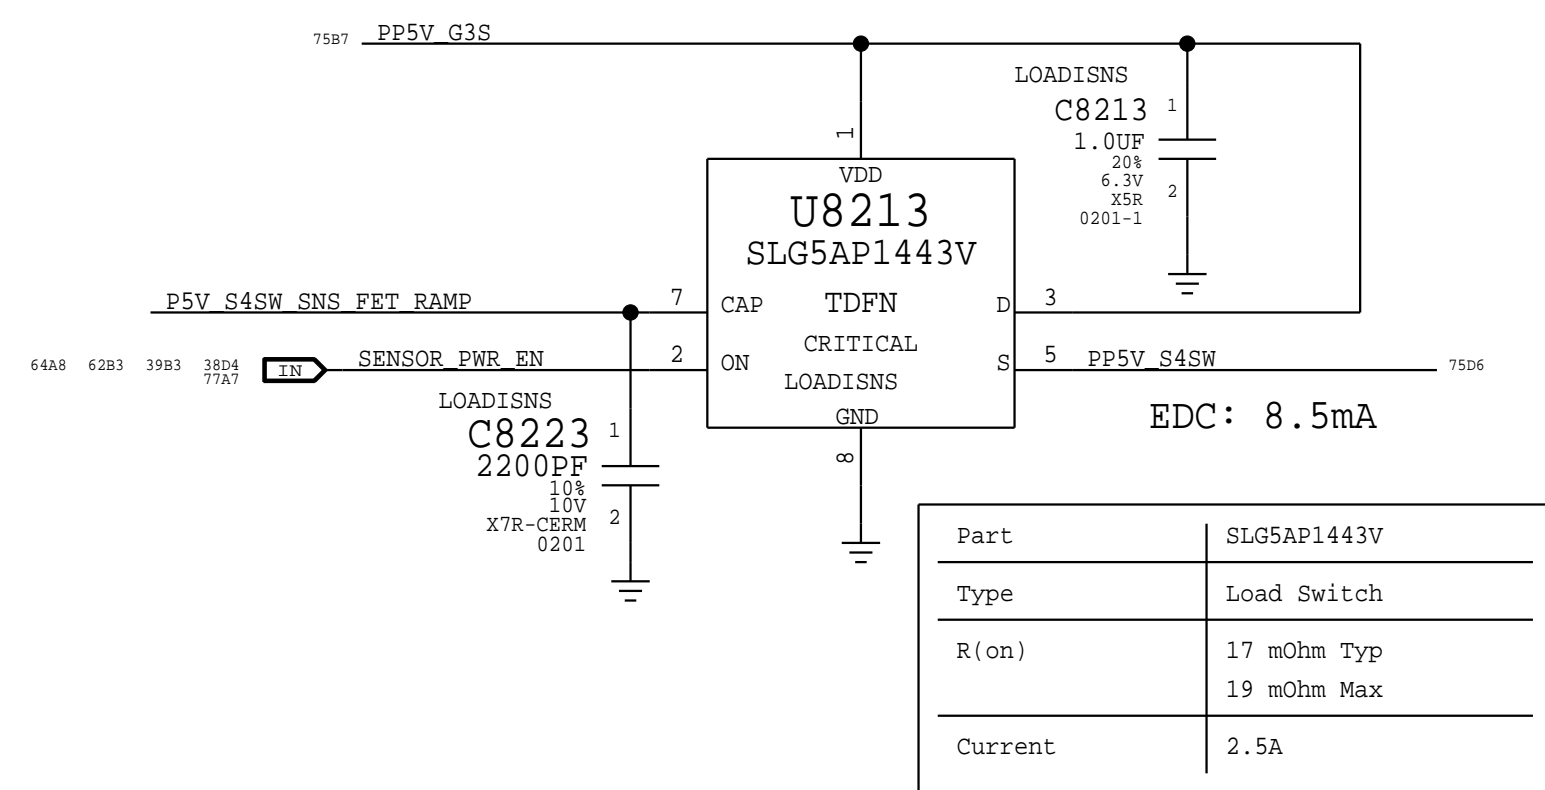 75B7 PP5V_G3S
LOADISNS
C8213 1
1.0UF
20%
6.3V
X5R
0201-1
2
1
VDD
U8213
SLG5AP1443V
TDFN
CRITICAL
LOADISNS
P5V_S4SW_SNS_FET_RAMP 7 CAP
D 3
64A8 62B3 39B3 38D4
77A7
IN SENSOR_PWR_EN 2 ON
S 5 PP5V_S4SW 75D6
GND
8
EDC: 8.5mA
LOADISNS
C8223 1
2200PF
10%
10V
X7R-CERM
0201
2
Part SLG5AP1443V
Type Load Switch
R(on) 17 mOhm Typ
19 mOhm Max
Current 2.5A